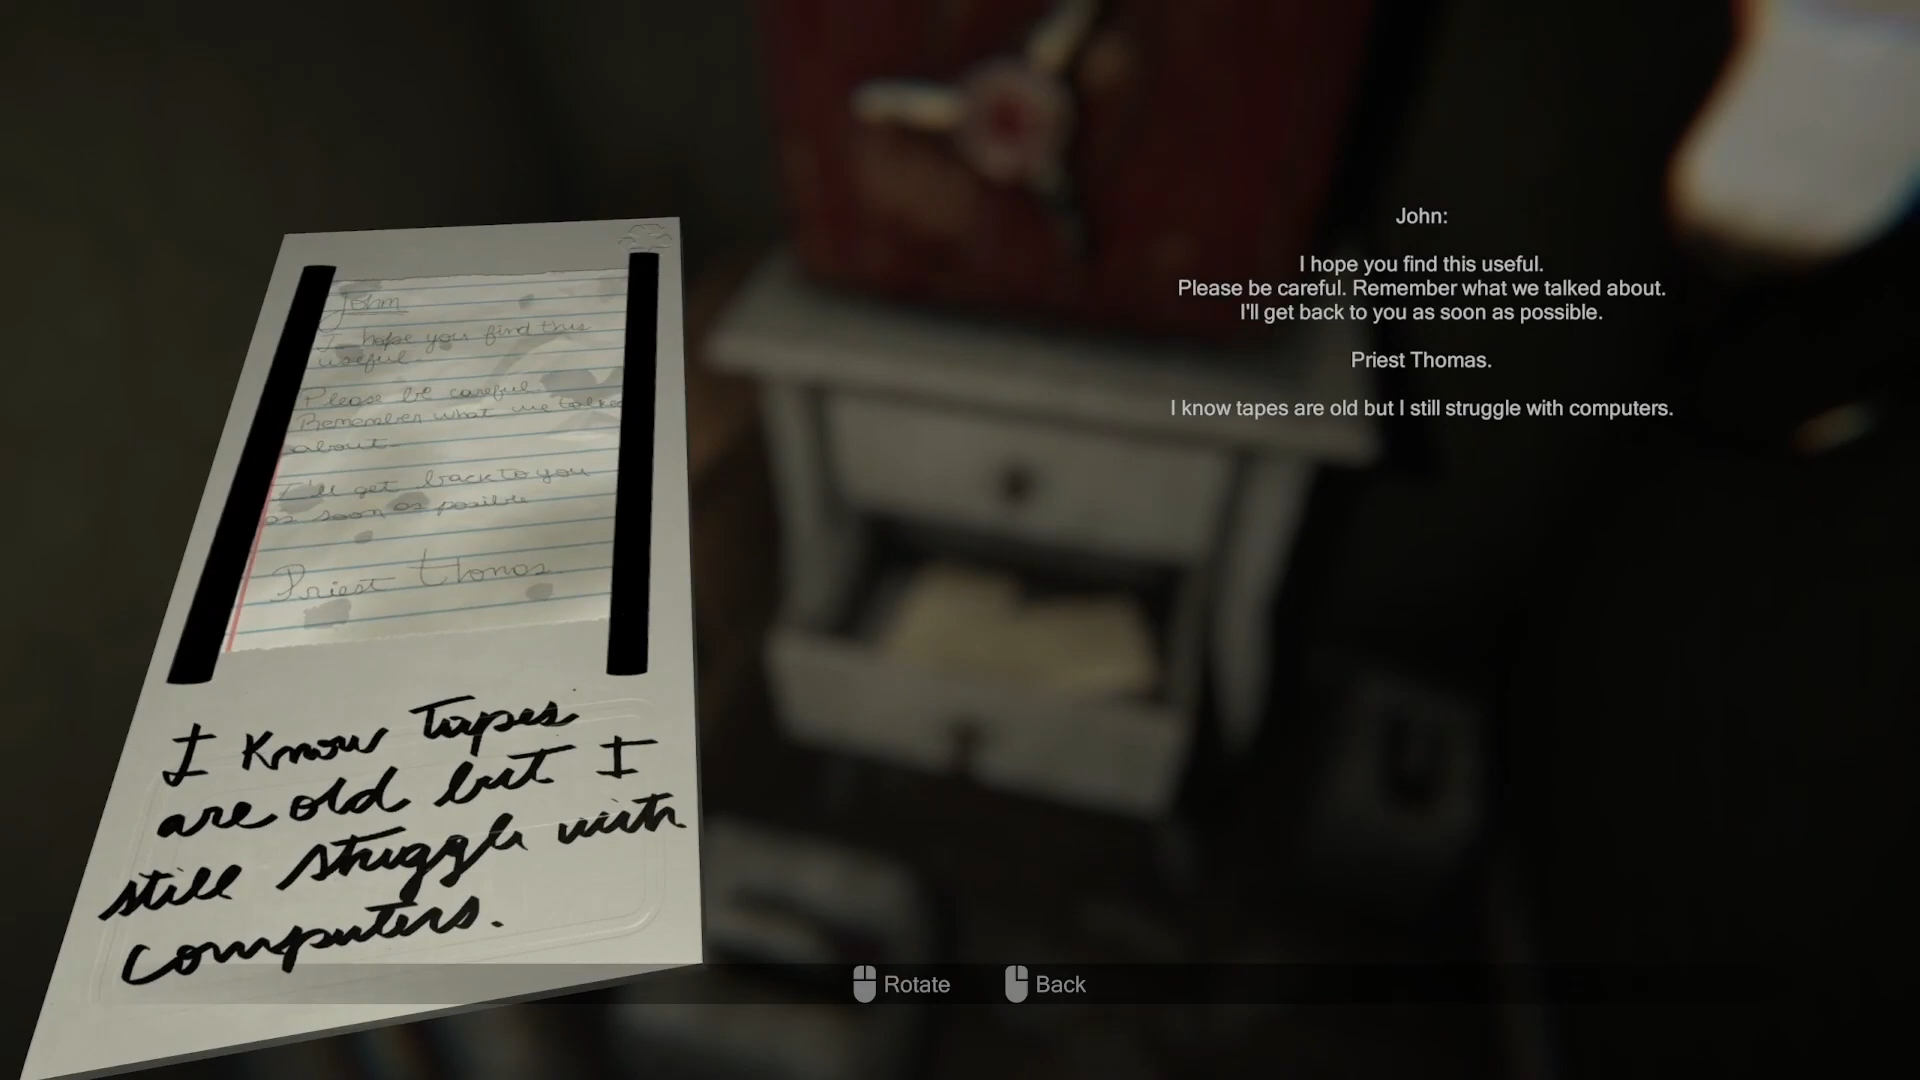 John
I hope you find this
useful.
Please be careful.
Remember what we talked
about.
I'll get back to you
as soon as posible
Priest Thomas
I Know Tapes
are old but I
still struggle with
computers.
John:
I hope you find this useful.
Please be careful. Remember what we talked about.
I'll get back to you as soon as possible.
Priest Thomas.
I know tapes are old but I still struggle with computers.
Rotate
Back